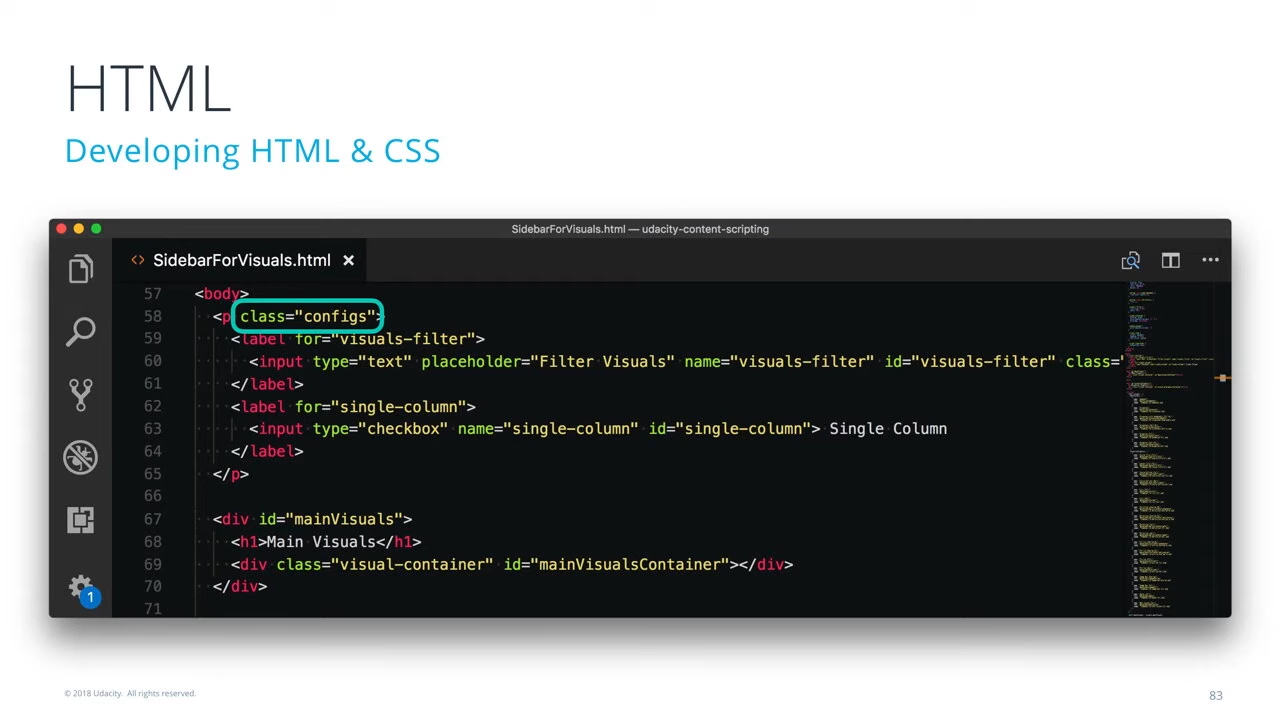 HTML
Developing HTML & CSS
SidebarForVisuals.html — udacity-content-scripting
<> SidebarForVisuals.html ×
57 <body>
58 <p class="configs">
59 <label for="visuals-filter">
60 <input type="text" placeholder="Filter Visuals" name="visuals-filter" id="visuals-filter" class="
61 </label>
62 <label for="single-column">
63 <input type="checkbox" name="single-column" id="single-column"> Single Column
64 </label>
65 </p>
66
67 <div id="mainVisuals">
68 <h1>Main Visuals</h1>
69 <div class="visual-container" id="mainVisualsContainer"></div>
70 </div>
71
1
© 2018 Udacity. All rights reserved.
83